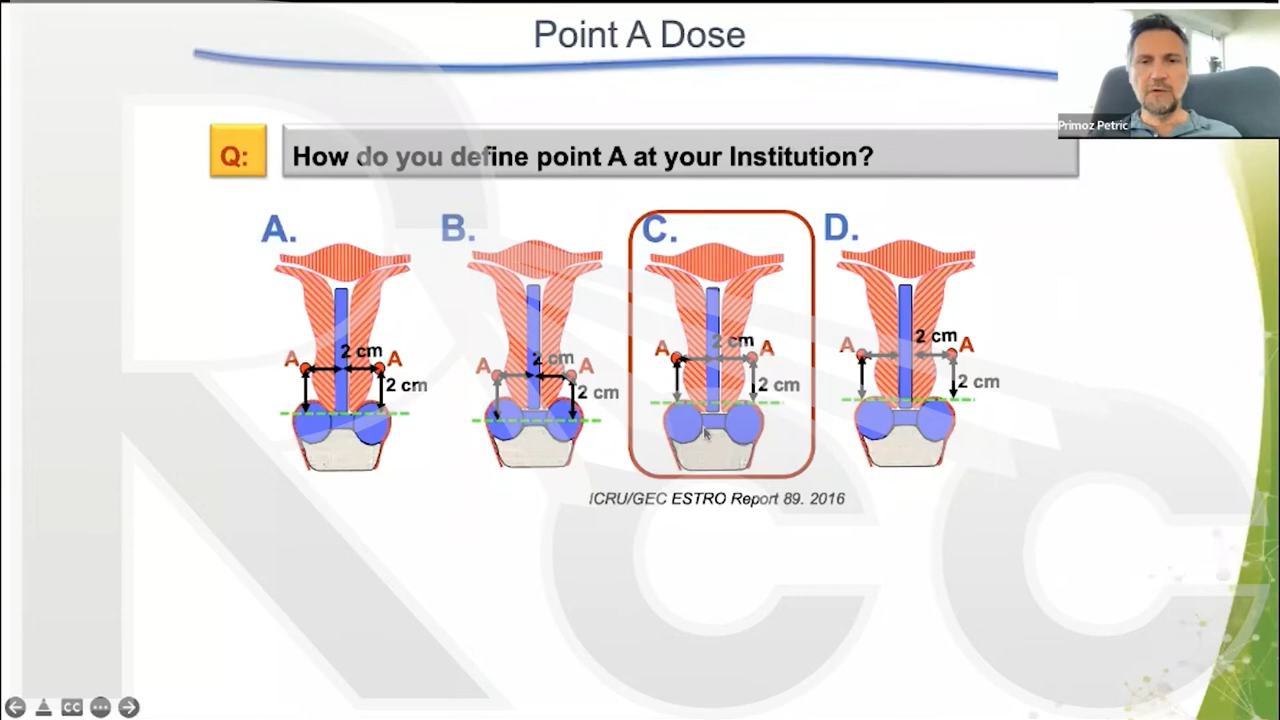 Point A Dose
Primoz Petric
Q:
How do you define point A at your Institution?
A.
B.
C.
D.
A 2 cm A
2 cm
A 2 cm A
2 cm
A 2 cm A
2 cm
A 2 cm A
2 cm
ICRU/GEC ESTRO Report 89. 2016
Rcc
CC